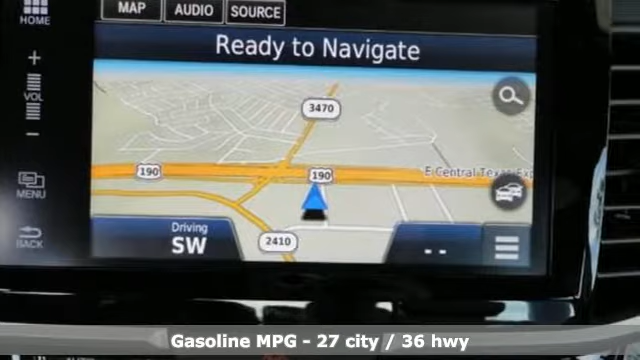 HOME
MAP AUDIO SOURCE
Ready to Navigate
VOL
3470
190
190
E Central Texas Exp
MENU
BACK
Driving
SW
2410
--
Gasoline MPG - 27 city / 36 hwy